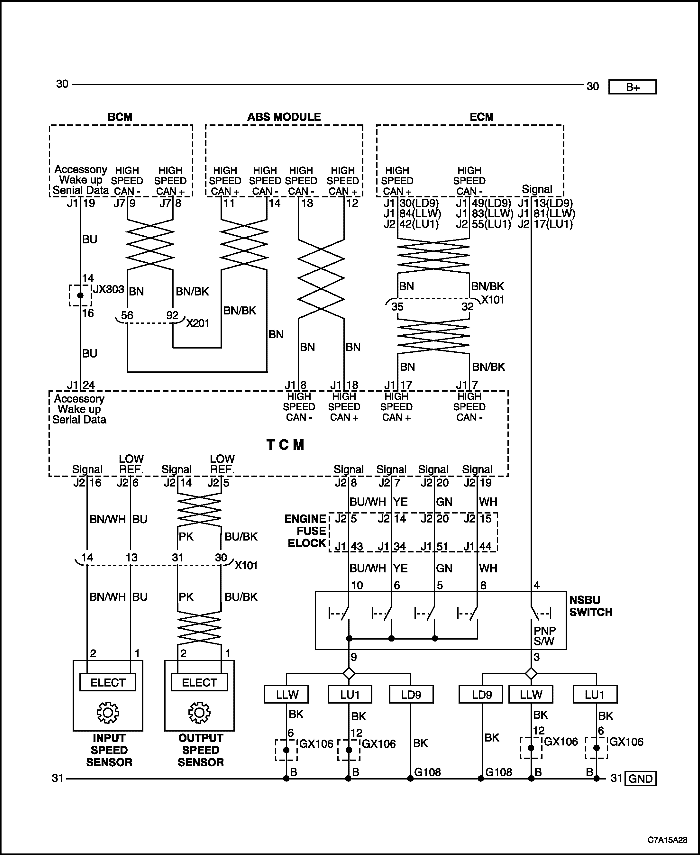 30
30 B+
BCM ABS MODULE ECM
Accessory HIGH HIGH HIGH HIGH HIGH HIGH HIGH HIGH
Wake up SPEED SPEED SPEED SPEED SPEED SPEED SPEED SPEED
Serial Data CAN - CAN + CAN + CAN - CAN - CAN + CAN + CAN - Signal
J1 19 J7 9 J7 8 11 14 13 12 J1 30(LD9) J1 49(LD9) J1 13(LD9)
J1 84(LLW) J1 83(LLW) J1 81(LLW)
J2 42(LU1) J2 55(LU1) J2 17(LU1)
BU
14
JX303 BN BN/BK BN BN/BK
16 56 92 X201 BN/BK 35 32 X101
BN
BU BN BN BN BN/BK
J1 24 J1 8 J1 18 J1 17 J1 7
Accessory HIGH HIGH HIGH HIGH
Wake up SPEED SPEED SPEED SPEED
Serial Data CAN - CAN + CAN + CAN -
TCM
LOW LOW
Signal REF. Signal REF. Signal Signal Signal Signal
J2 16 J2 6 J2 14 J2 5 J2 8 J2 7 J2 20 J2 19
BU/WH YE GN WH
BN/WH BU
ENGINE J2 5 J2 14 J2 20 J2 15
FUSE
PK BU/BK
ELOCK J1 43 J1 34 J1 51 J1 44
14 13 31 30 X101
BU/WH YE GN WH
10 6 5 8 4
BN/WH BU PK BU/BK
NSBU
SWITCH
PNP
S/W
2 1 2 1 9 3
ELECT ELECT
LLW LU1 LD9 LD9 LLW LU1
BK BK BK BK
6 12 12 6
INPUT OUTPUT
SPEED SPEED
SENSOR SENSOR
GX106 GX106 BK BK GX106 GX106
31 B B G108 G108 B B 31 GND
C7A15A28